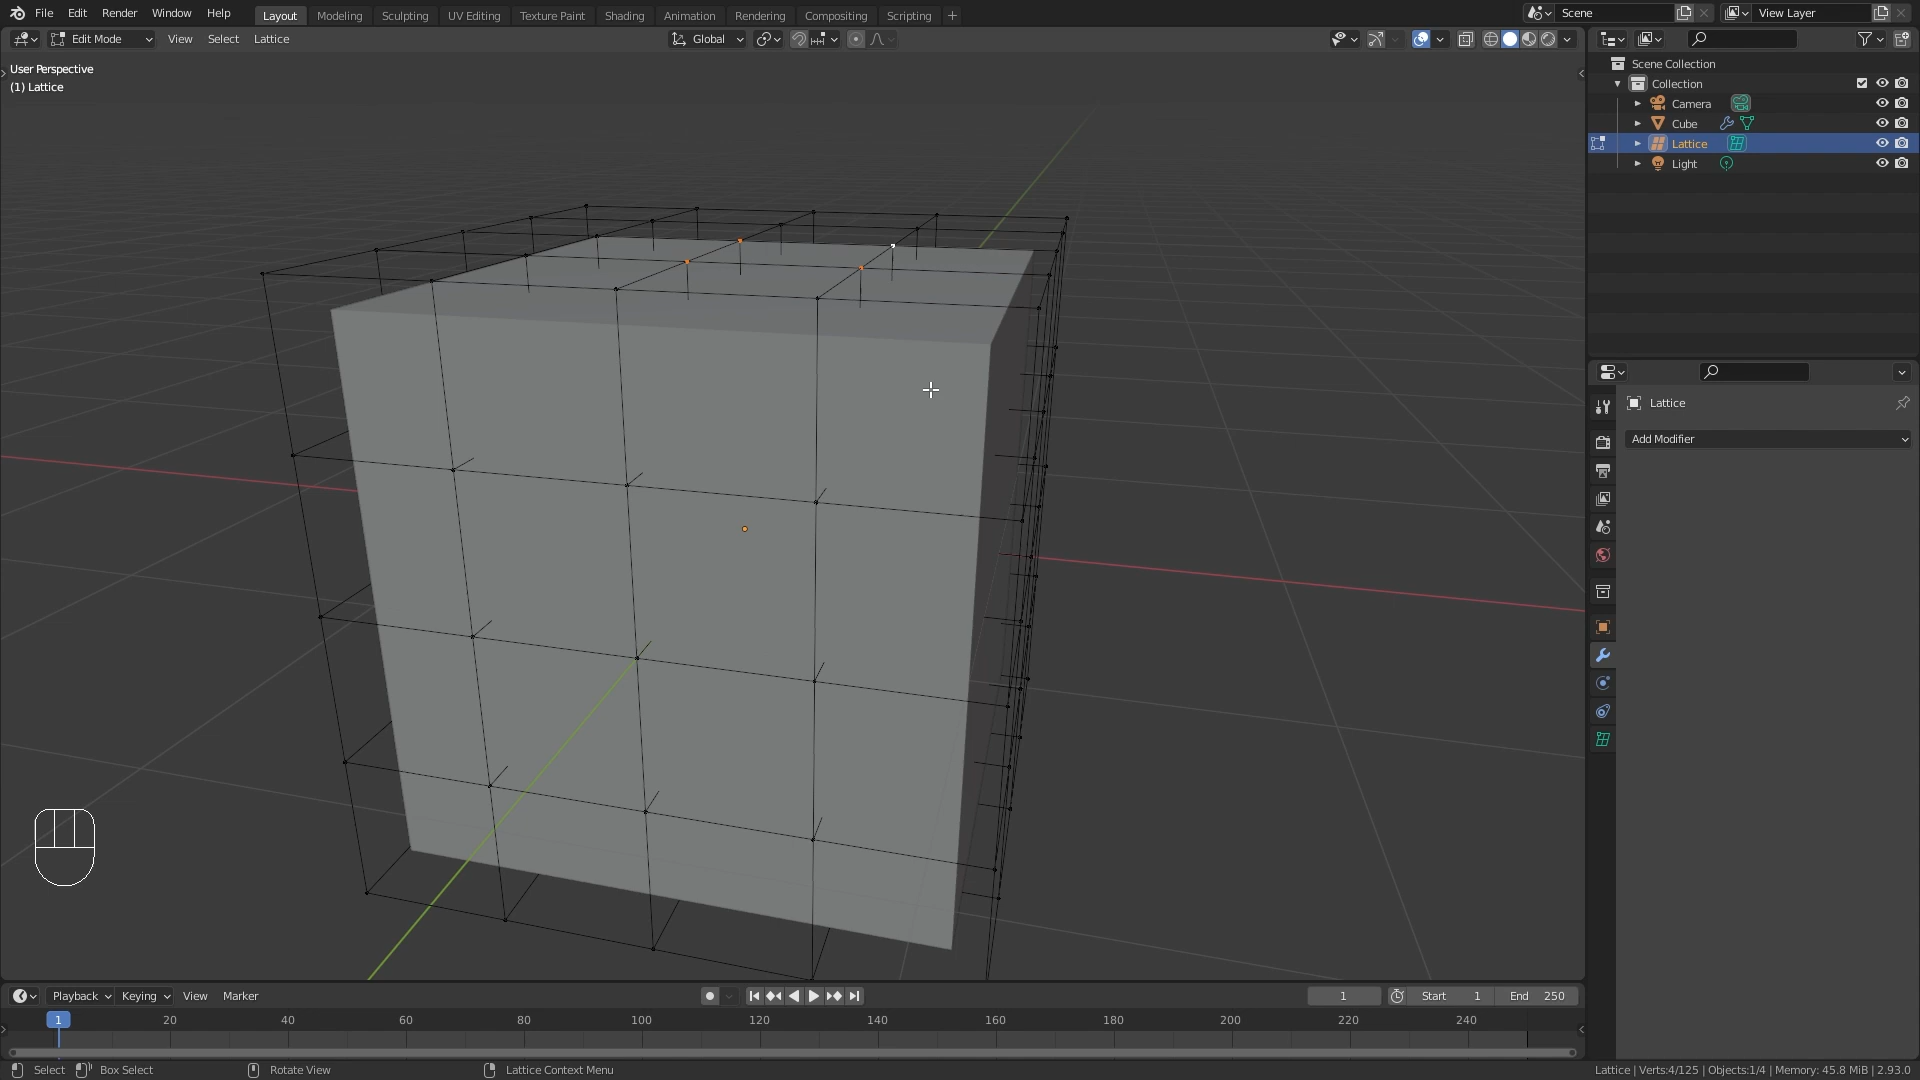 File Edit Render Window Help
Layout Modeling Sculpting UV Editing Texture Paint Shading Animation Rendering Compositing Scripting +
Scene
View Layer
Edit Mode View Select Lattice
Global
User Perspective
(1) Lattice
Scene Collection
Collection
Camera
Cube
Lattice
Light
Lattice
Add Modifier
Playback Keying View Marker
1 Start 1 End 250
1 20 40 60 80 100 120 140 160 180 200 220 240
Select Box Select Rotate View Lattice Context Menu
Lattice | Verts:4/125 | Objects:1/4 | Memory: 45.8 MiB | 2.93.0